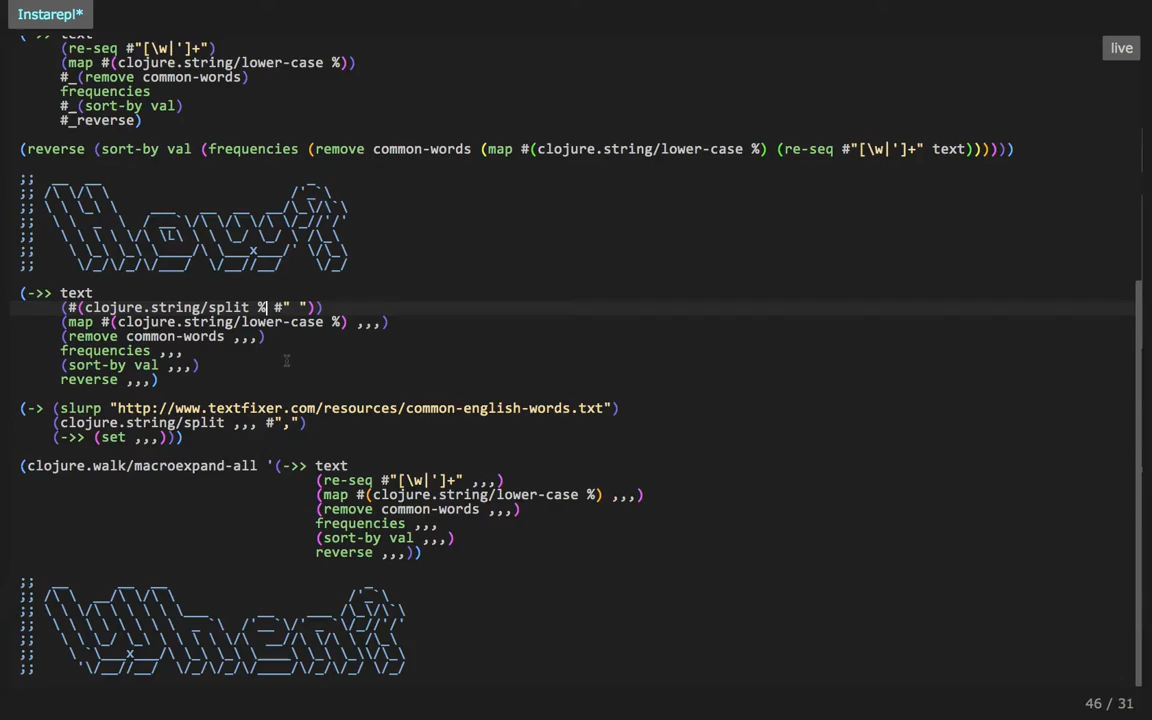 Instarepl*
live
(->> text
(re-seq #"[\w|']+")
(map #(clojure.string/lower-case %))
#_(remove common-words)
frequencies
#_(sort-by val)
#_reverse)
(reverse (sort-by val (frequencies (remove common-words (map #(clojure.string/lower-case %) (re-seq #"[\w|']+" text))))))
;; How?
(->> text
(#(clojure.string/split % #" "))
(map #(clojure.string/lower-case %) ,,,)
(remove common-words ,,,)
frequencies ,,,
(sort-by val ,,,)
reverse ,,,)
(-> (slurp "http://www.textfixer.com/resources/common-english-words.txt")
(clojure.string/split ,,, #",")
(->> (set ,,,)))
(clojure.walk/macroexpand-all '(->> text
(re-seq #"[\w|']+" ,,,)
(map #(clojure.string/lower-case %) ,,,)
(remove common-words ,,,)
frequencies ,,,
(sort-by val ,,,)
reverse ,,,))
;; When?
46 / 31